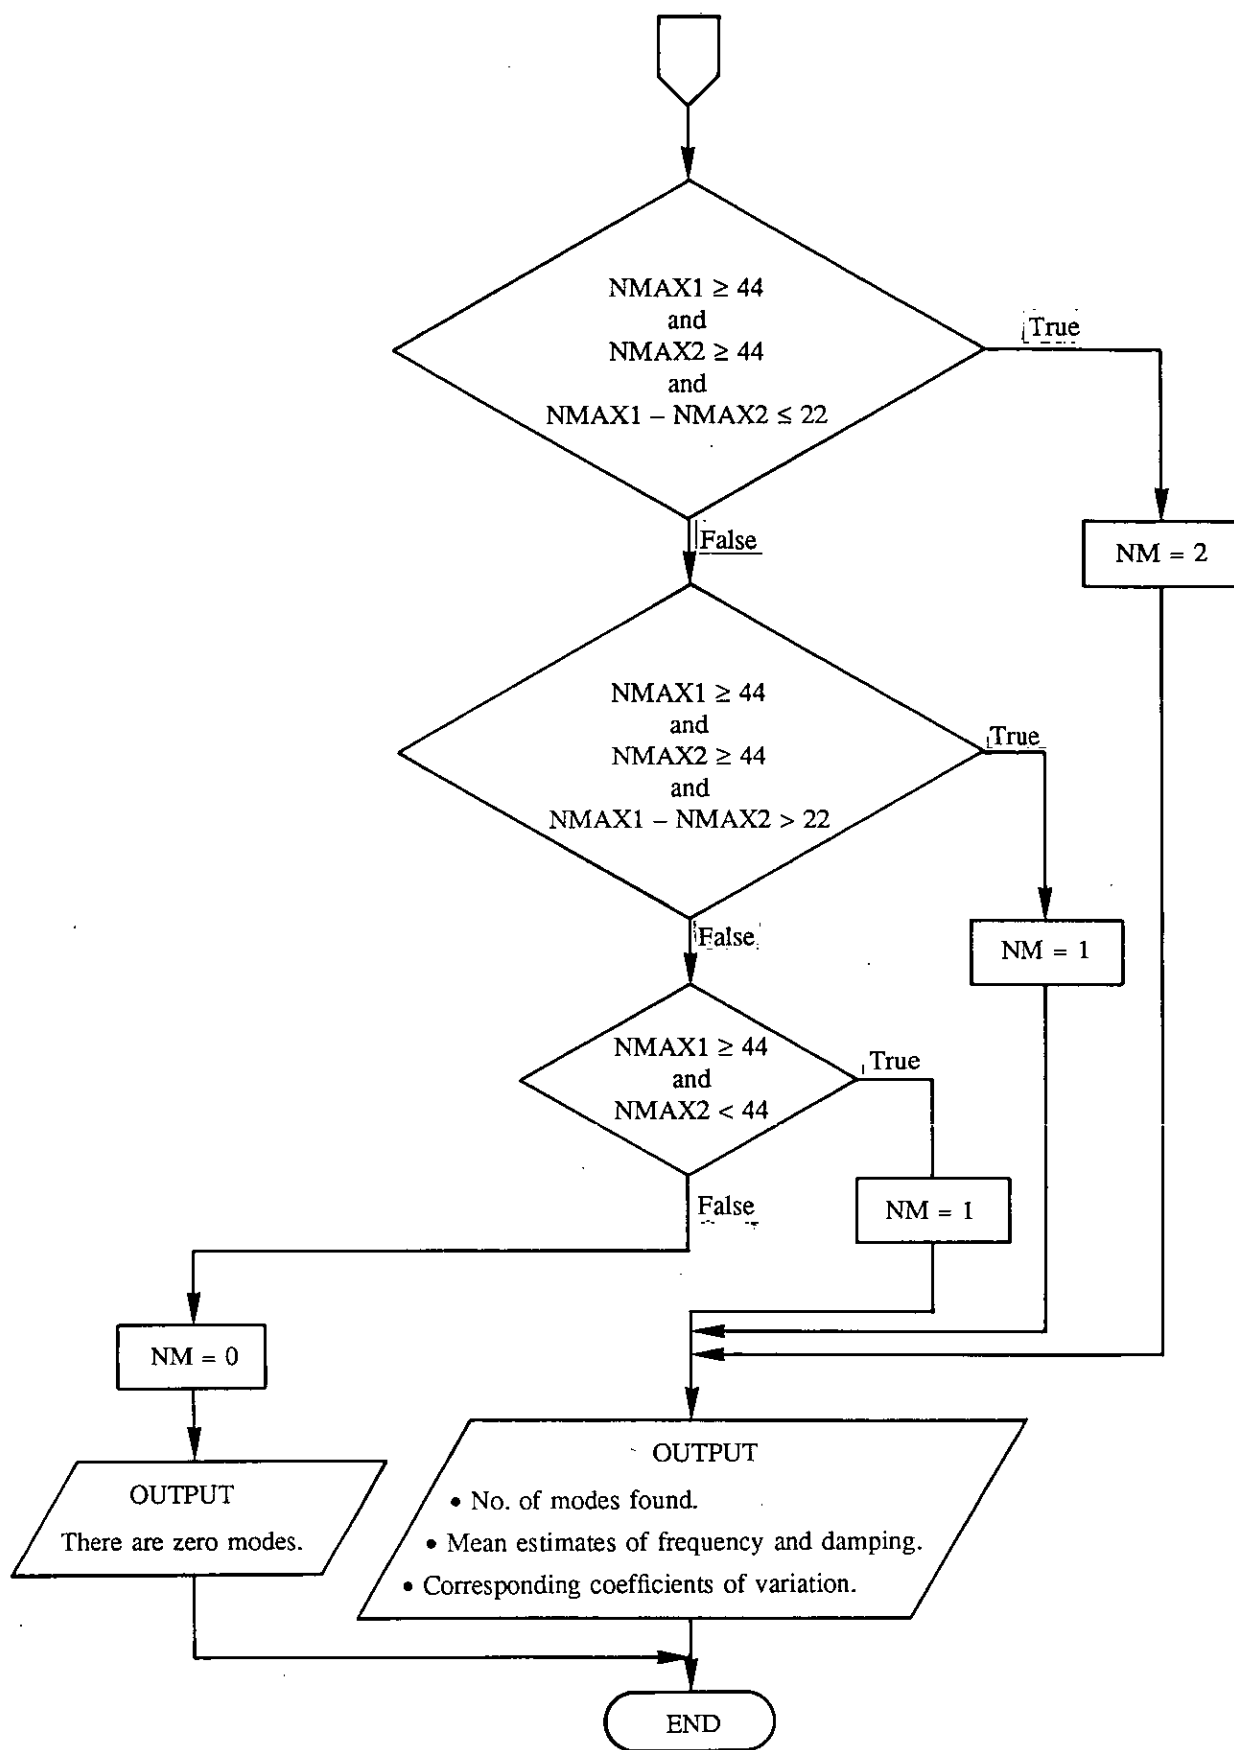 NMAX1 ≥ 44
and
NMAX2 ≥ 44
and
NMAX1 – NMAX2 ≤ 22
True
False
NM = 2
NMAX1 ≥ 44
and
NMAX2 ≥ 44
and
NMAX1 – NMAX2 > 22
True
False
NM = 1
NMAX1 ≥ 44
and
NMAX2 < 44
True
False
NM = 1
NM = 0
OUTPUT
There are zero modes.
OUTPUT
• No. of modes found.
• Mean estimates of frequency and damping.
• Corresponding coefficients of variation.
END